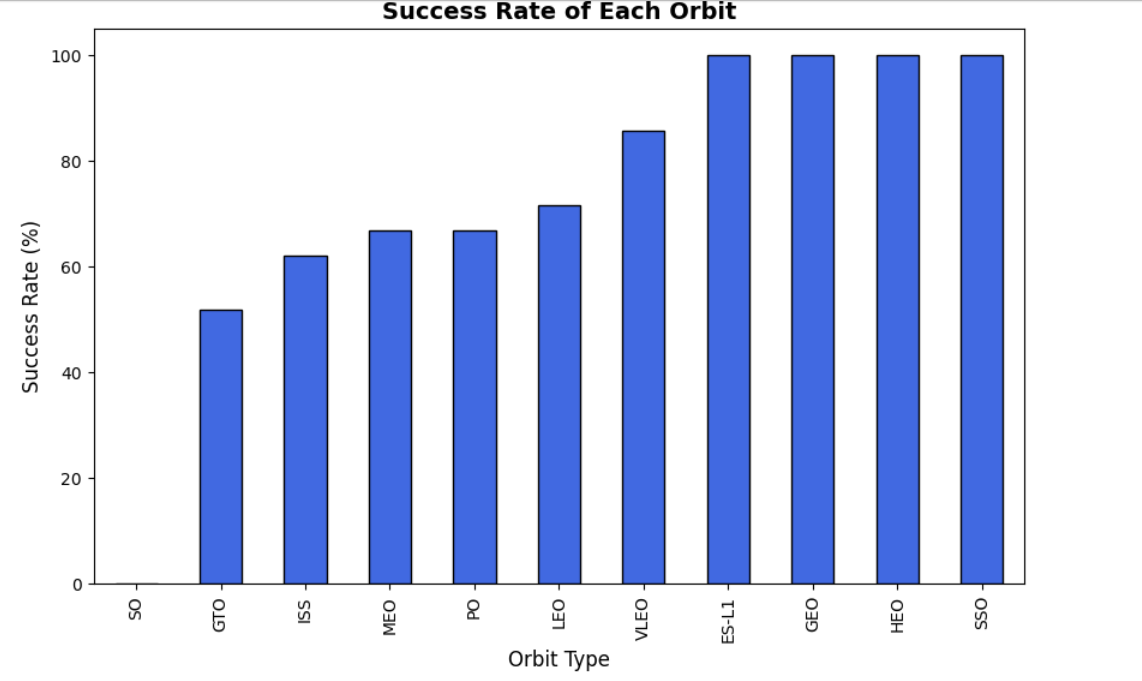 Success Rate of Each Orbit
Success Rate (%)
100
80
60
40
20
0
SO
GTO
ISS
MEO
PO
LEO
VLEO
ES-L1
GEO
HEO
SSO
Orbit Type